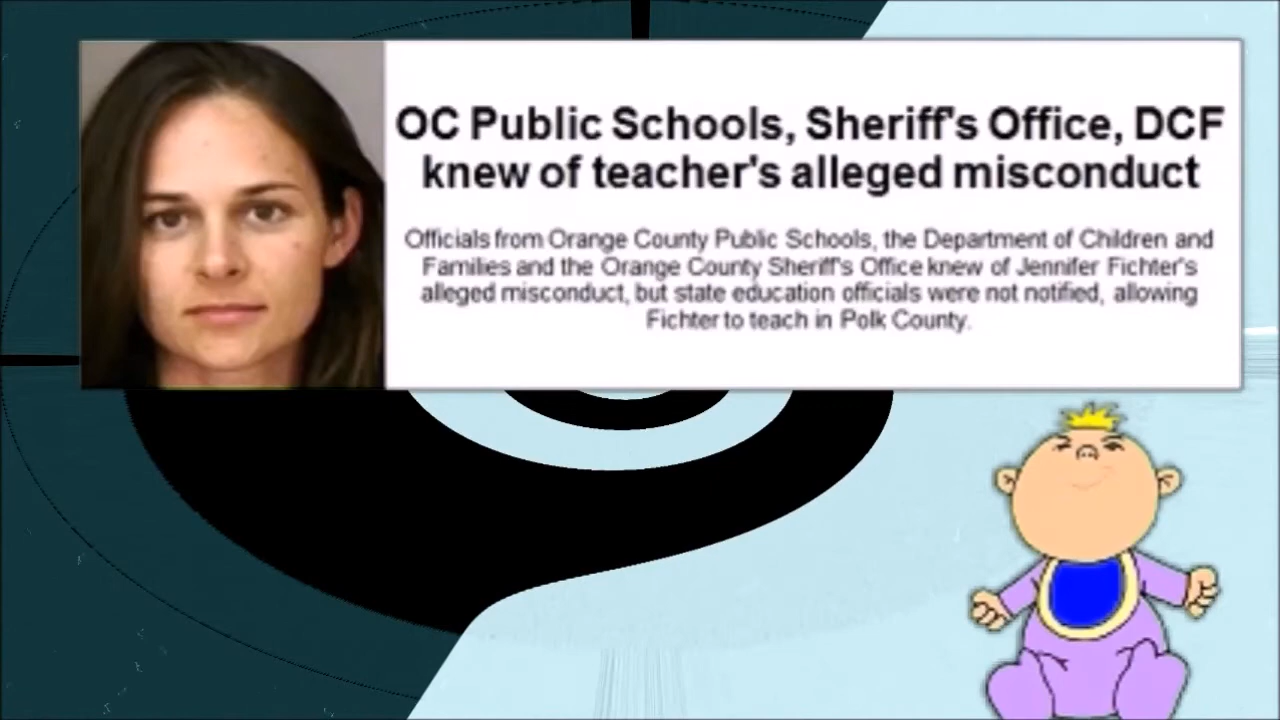 OC Public Schools, Sheriff's Office, DCF
knew of teacher's alleged misconduct
Officials from Orange County Public Schools, the Department of Children and
Families and the Orange County Sheriff's Office knew of Jennifer Fichter's
alleged misconduct, but state education officials were not notified, allowing
Fichter to teach in Polk County.